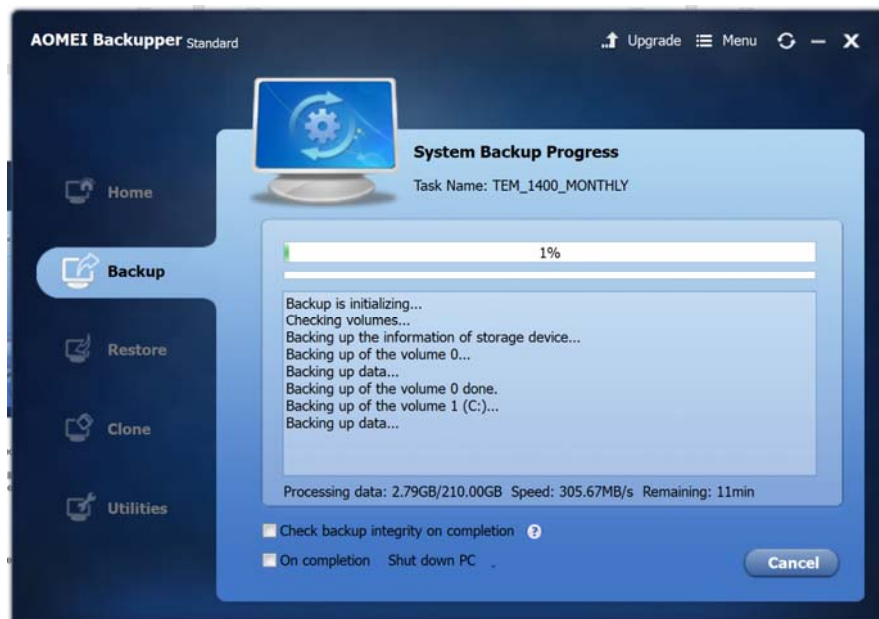 AOMEI Backupper Standard
Upgrade Menu
System Backup Progress
Task Name: TEM_1400_MONTHLY
Home
Backup
Restore
Clone
Utilities
1%
Backup is initializing...
Checking volumes...
Backing up the information of storage device...
Backing up of the volume 0...
Backing up data...
Backing up of the volume 0 done.
Backing up of the volume 1 (C:)...
Backing up data...
Processing data: 2.79GB/210.00GB Speed: 305.67MB/s Remaining: 11min
Check backup integrity on completion ?
On completion Shut down PC
Cancel